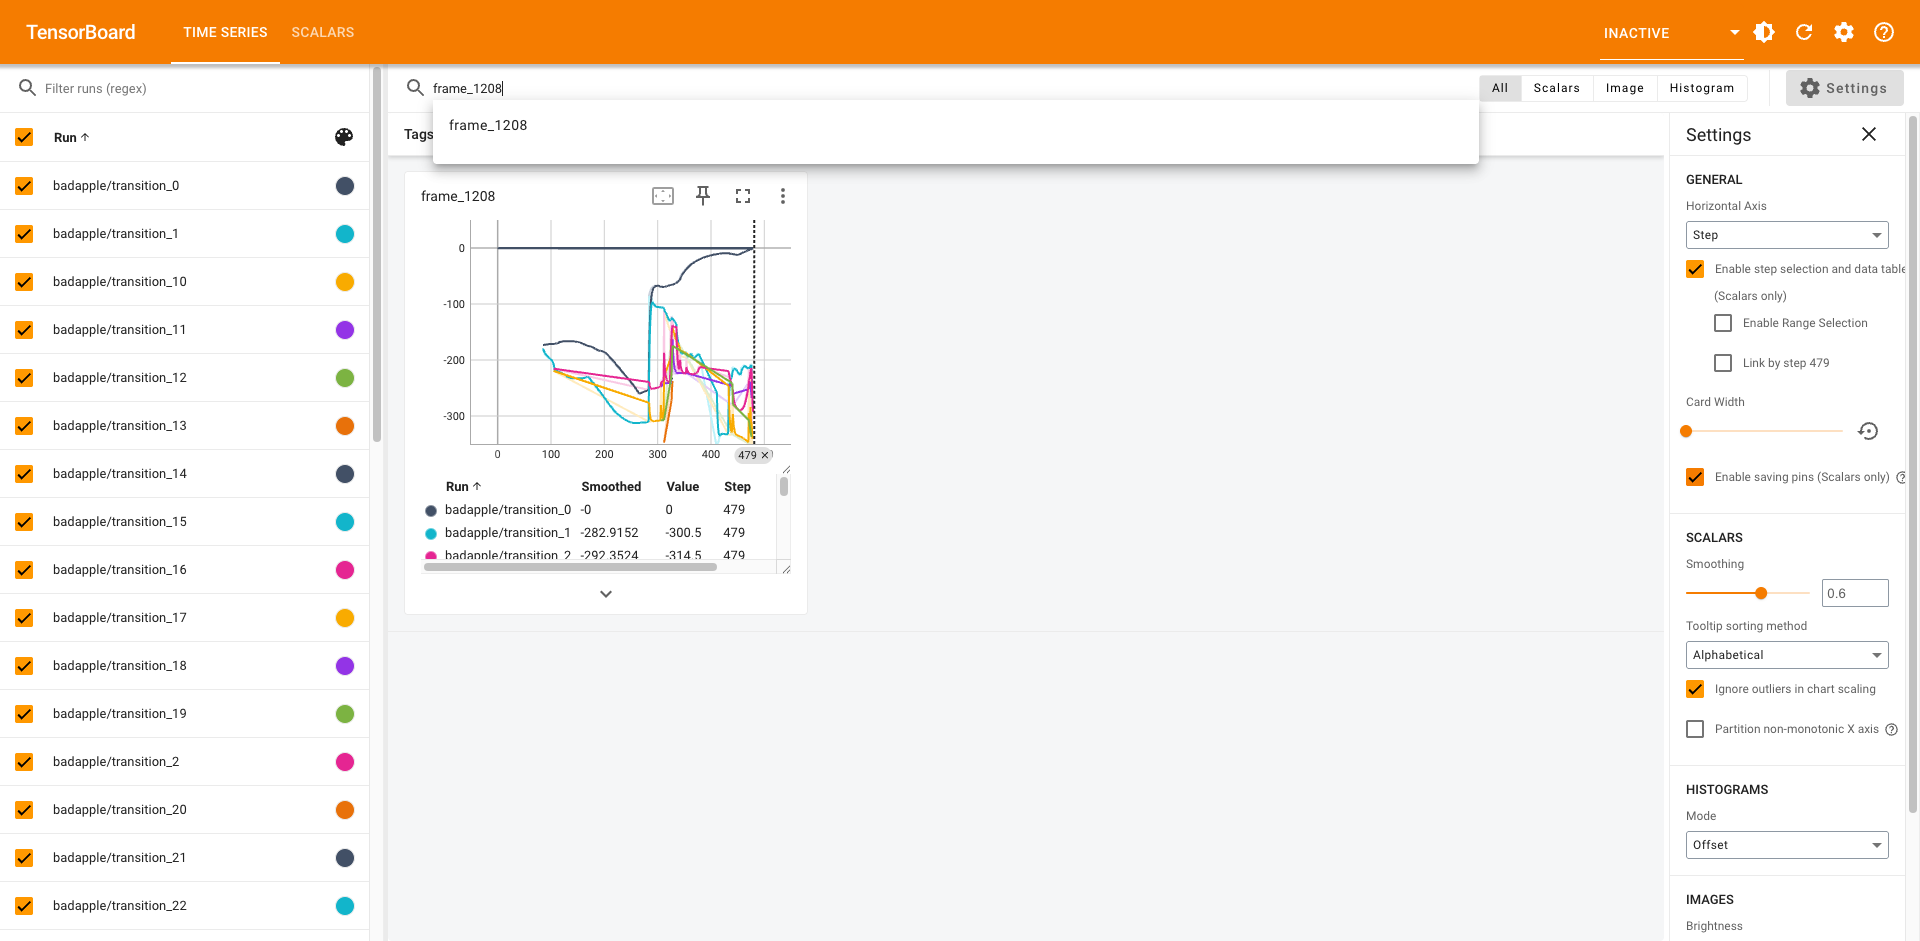 TensorBoard TIME SERIES SCALARS INACTIVE
Filter runs (regex)
Run
badapple/transition_0
badapple/transition_1
badapple/transition_10
badapple/transition_11
badapple/transition_12
badapple/transition_13
badapple/transition_14
badapple/transition_15
badapple/transition_16
badapple/transition_17
badapple/transition_18
badapple/transition_19
badapple/transition_2
badapple/transition_20
badapple/transition_21
badapple/transition_22
frame_1208
All Scalars Image Histogram Settings
frame_1208
Tags
frame_1208
0
-100
-200
-300
0 100 200 300 400 479
Run Smoothed Value Step
badapple/transition_0 -0 0 479
badapple/transition_1 -282.9152 -300.5 479
badapple/transition_2 -292.3524 -314.5 479
Settings
GENERAL
Horizontal Axis
Step
Enable step selection and data table
(Scalars only)
Enable Range Selection
Link by step 479
Card Width
Enable saving pins (Scalars only)
SCALARS
Smoothing
0.6
Tooltip sorting method
Alphabetical
Ignore outliers in chart scaling
Partition non-monotonic X axis
HISTOGRAMS
Mode
Offset
IMAGES
Brightness